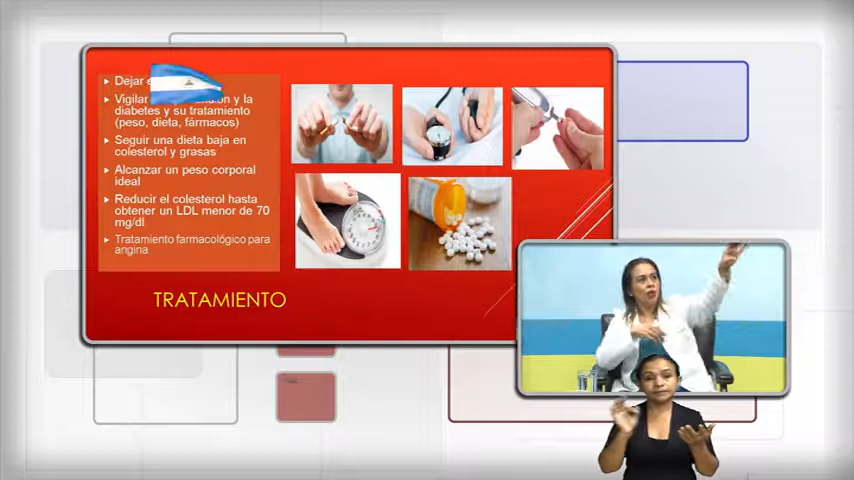 Dejar
Vigilar y la
diabetes y su tratamiento
(peso, dieta, fármacos)
Seguir una dieta baja en
colesterol y grasas
Alcanzar un peso corporal
ideal
Reducir el colesterol hasta
obtener un LDL menor de 70
mg/dl
Tratamiento farmacológico para
angina
TRATAMIENTO